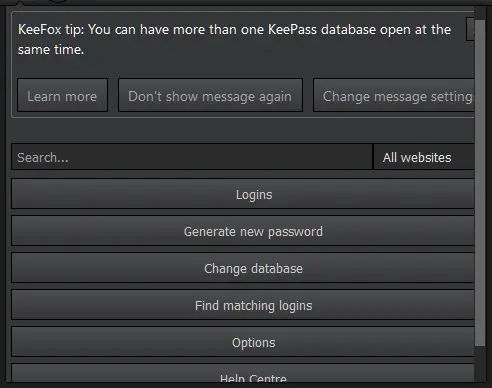 KeeFox tip: You can have more than one KeePass database open at the
same time.
Learn more Don't show message again Change message setting
Search... All websites
Logins
Generate new password
Change database
Find matching logins
Options
Help Centre